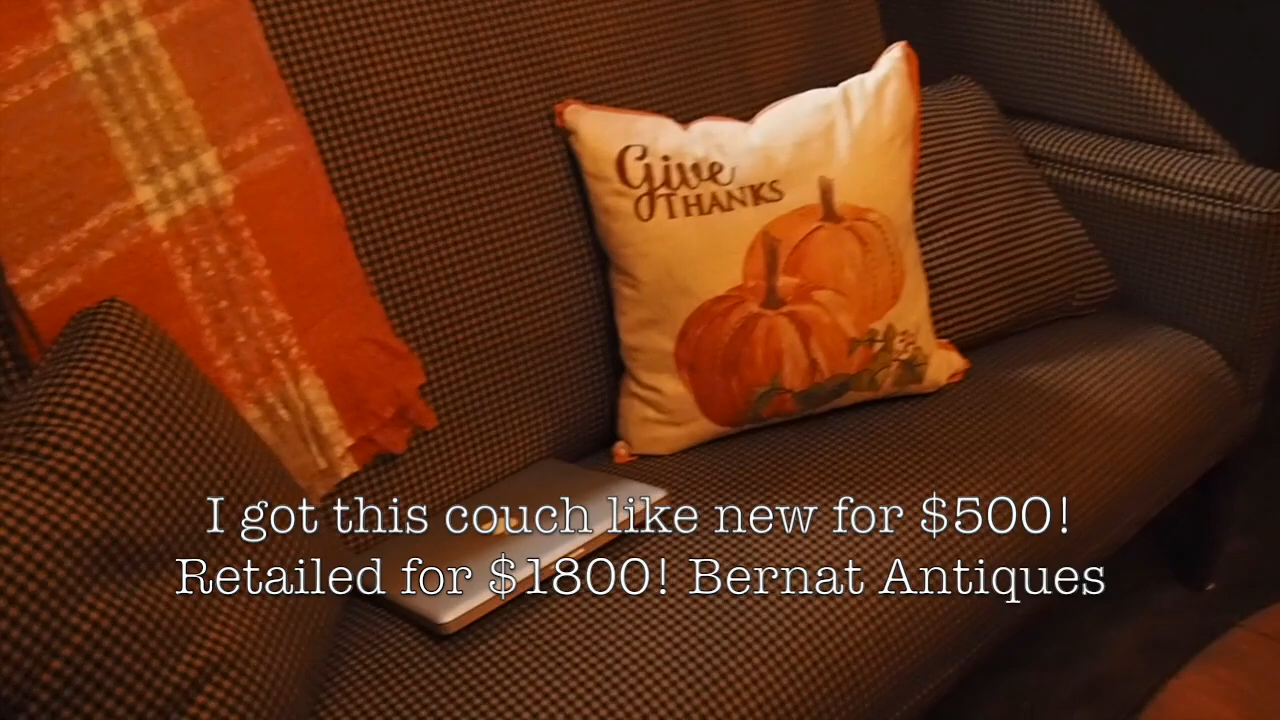 Give
THANKS
I got this couch like new for $500!
Retailed for $1800! Bernat Antiques